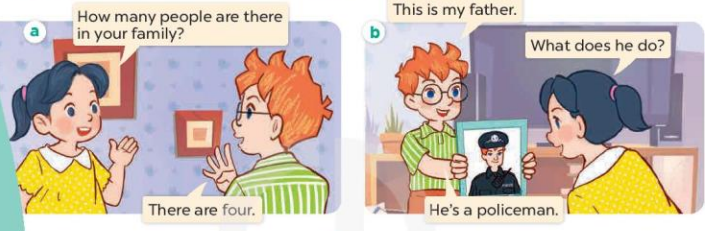 a
How many people are there
in your family?
There are four.
b
This is my father.
What does he do?
He's a policeman.